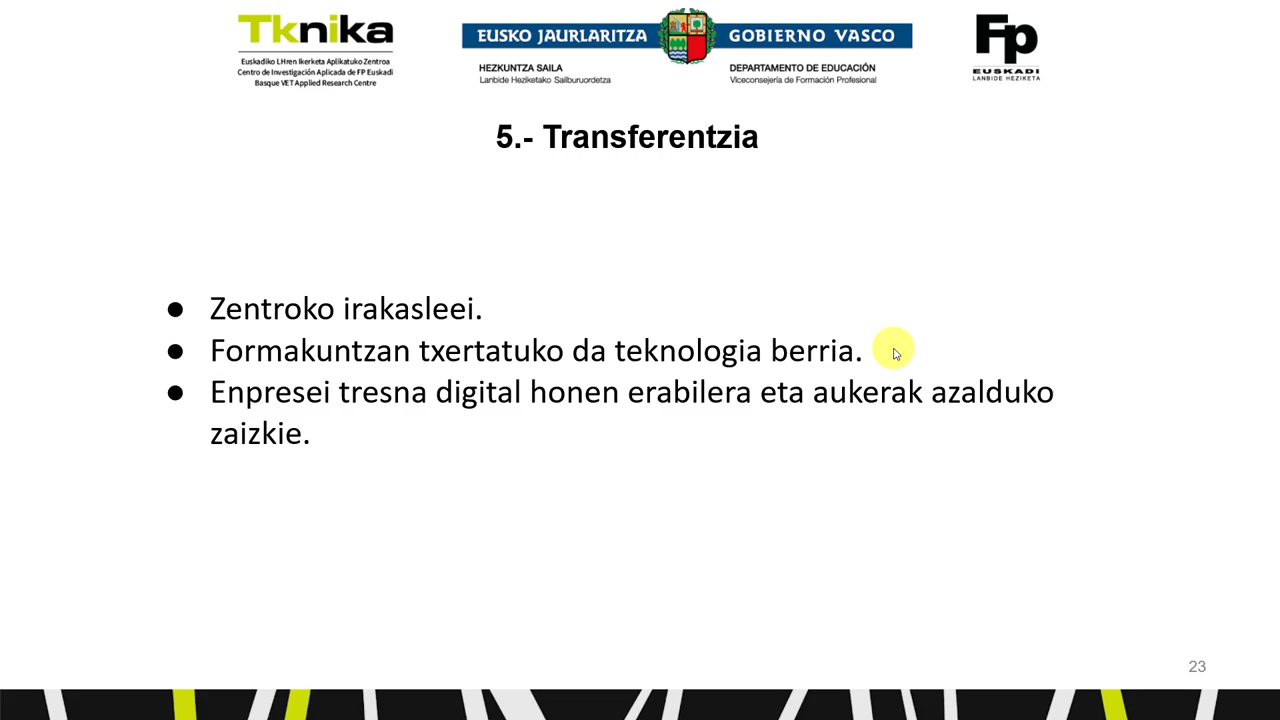 Tknika
Euskadiko LHren Ikerketa Aplikatuko Zentroa
Centro de Investigación Aplicada de FP Euskadi
Basque VET Applied Research Centre
EUSKO JAURLARITZA
GOBIERNO VASCO
HEZKUNTZA SAILA
Lanbide Heziketako Sailburuordetza
DEPARTAMENTO DE EDUCACIÓN
Viceconsejería de Formación Profesional
Fp
EUSKADI
LANBIDE HEZIKETA
5.- Transferentzia
● Zentroko irakasleei.
● Formakuntzan txertatuko da teknologia berria.
● Enpresei tresna digital honen erabilera eta aukerak azalduko
zaizkie.
23